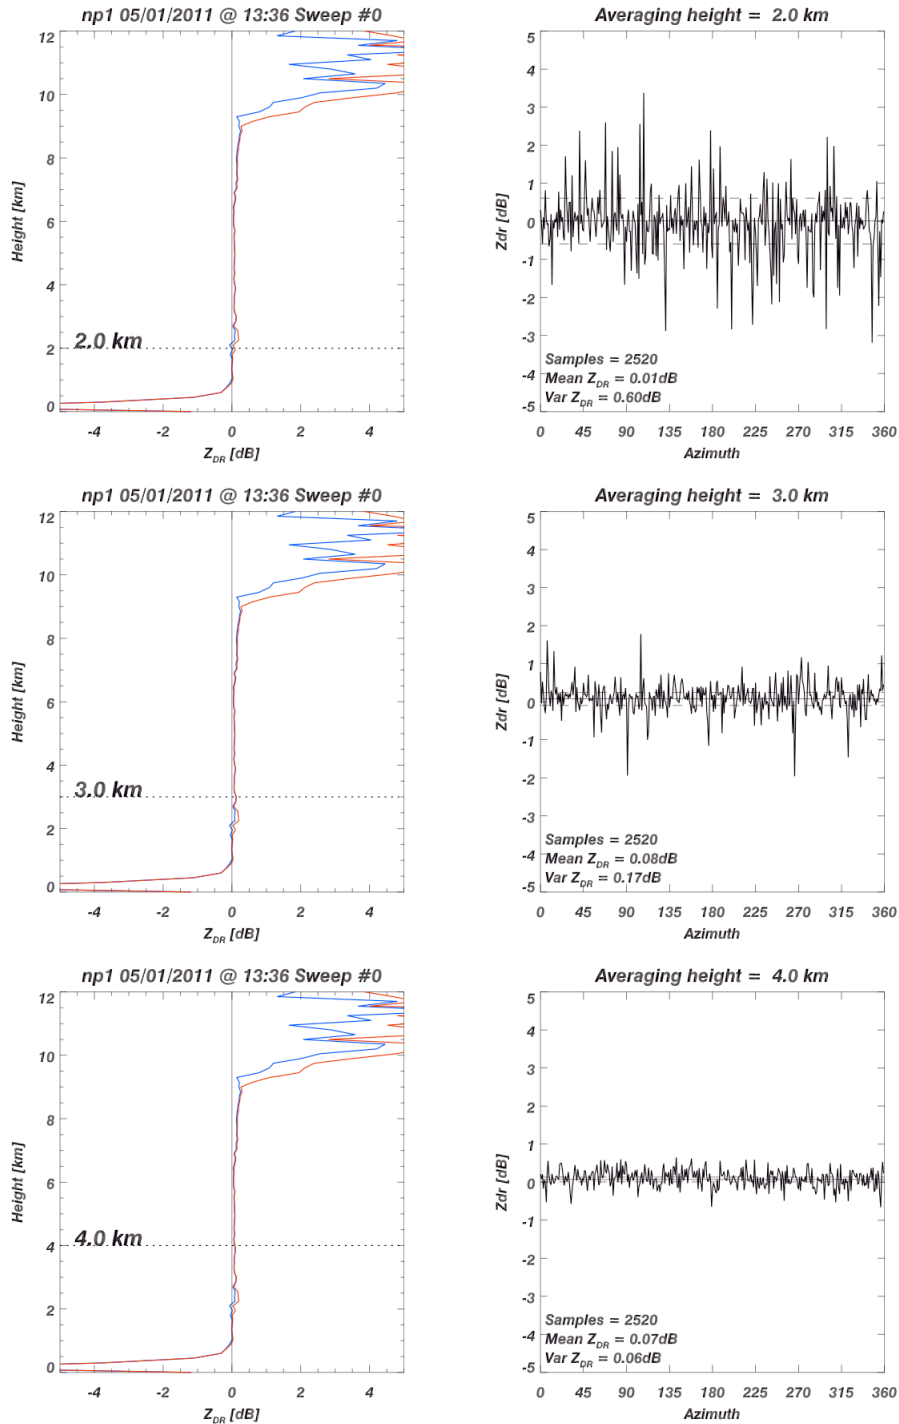 np1 05/01/2011 @ 13:36 Sweep #0
12
10
8
6
4
2
0
Height [km]
2.0 km
-4 -2 0 2 4
Z_DR [dB]
Averaging height = 2.0 km
5
4
3
2
1
0
-1
-2
-3
-4
-5
Zdr [dB]
Samples = 2520
Mean Z_DR = 0.01dB
Var Z_DR = 0.60dB
0 45 90 135 180 225 270 315 360
Azimuth
np1 05/01/2011 @ 13:36 Sweep #0
12
10
8
6
4
2
0
Height [km]
3.0 km
-4 -2 0 2 4
Z_DR [dB]
Averaging height = 3.0 km
5
4
3
2
1
0
-1
-2
-3
-4
-5
Zdr [dB]
Samples = 2520
Mean Z_DR = 0.08dB
Var Z_DR = 0.17dB
0 45 90 135 180 225 270 315 360
Azimuth
np1 05/01/2011 @ 13:36 Sweep #0
12
10
8
6
4
2
0
Height [km]
4.0 km
-4 -2 0 2 4
Z_DR [dB]
Averaging height = 4.0 km
5
4
3
2
1
0
-1
-2
-3
-4
-5
Zdr [dB]
Samples = 2520
Mean Z_DR = 0.07dB
Var Z_DR = 0.06dB
0 45 90 135 180 225 270 315 360
Azimuth